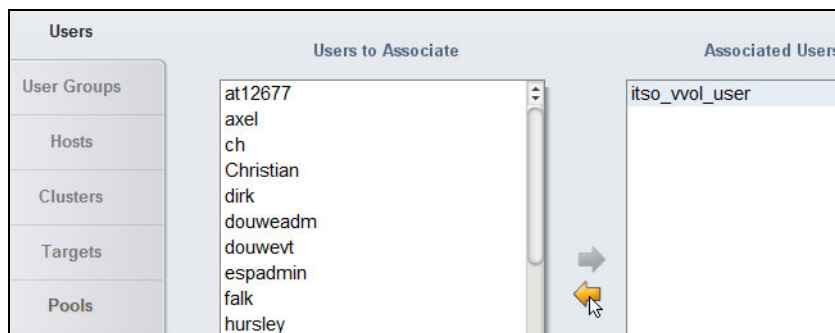 Users
Users to Associate
Associated Users
User Groups
Hosts
Clusters
Targets
Pools
at12677
axel
ch
Christian
dirk
douweadm
douwevt
espadmin
falk
hursley
itso_vvol_user